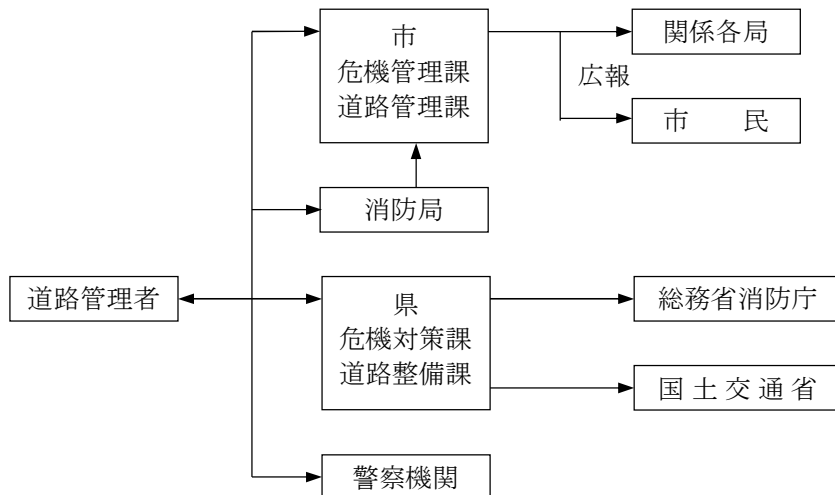 市
危機管理課
道路管理課
関係各局
広報
市　　民
消防局
道路管理者
県
危機対策課
道路整備課
総務省消防庁
国土交通省
警察機関